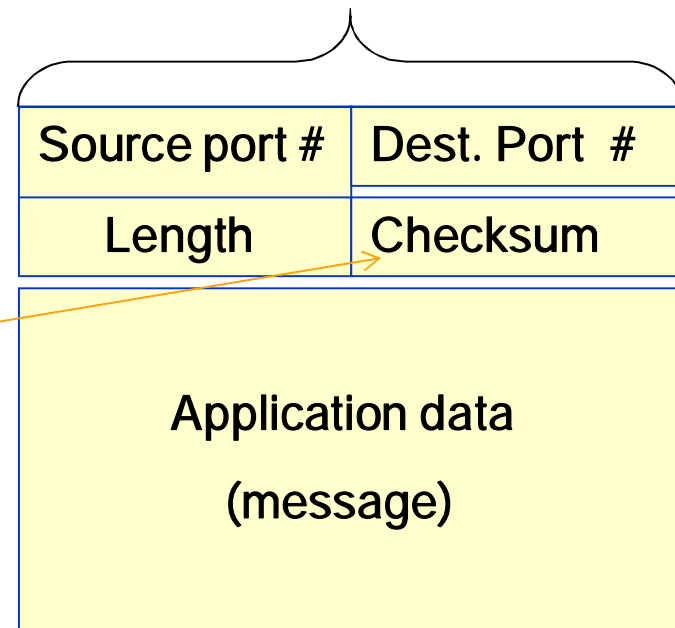 Source port # Dest. Port #
Length Checksum
Application data
(message)